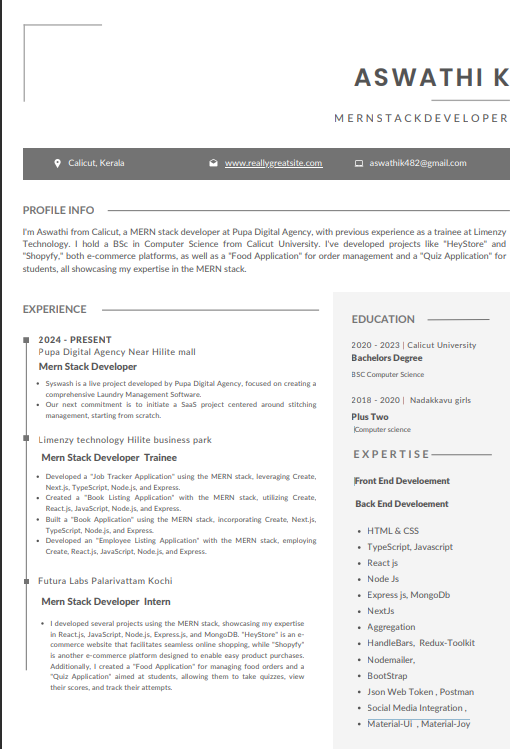 ASWATHI K
MERNSTACKDEVELOPER
Calicut, Kerala
www.reallygreatsite.com
aswathik482@gmail.com
PROFILE INFO
I'm Aswathi from Calicut, a MERN stack developer at Pupa Digital Agency, with previous experience as a trainee at Limenzy
Technology. I hold a BSc in Computer Science from Calicut University. I've developed projects like "HeyStore" and
"Shopyfy," both e-commerce platforms, as well as a "Food Application" for order management and a "Quiz Application" for
students, all showcasing my expertise in the MERN stack.
EXPERIENCE
2024 - PRESENT
Pupa Digital Agency Near Hilite mall
Mern Stack Developer
• Syswash is a live project developed by Pupa Digital Agency, focused on creating a
comprehensive Laundry Management Software.
• Our next commitment is to initiate a SaaS project centered around stitching
management, starting from scratch.
Limenzy technology Hilite business park
Mern Stack Developer Trainee
• Developed a "Job Tracker Application" using the MERN stack, leveraging Create,
Next.js, TypeScript, Node.js, and Express.
• Created a "Book Listing Application" with the MERN stack, utilizing Create,
React.js, JavaScript, Node.js, and Express.
• Built a "Book Application" using the MERN stack, incorporating Create, Next.js,
TypeScript, Node.js, and Express.
• Developed an "Employee Listing Application" with the MERN stack, employing
Create, React.js, JavaScript, Node.js, and Express.
Futura Labs Palarivattam Kochi
Mern Stack Developer Intern
• I developed several projects using the MERN stack, showcasing my expertise
in React.js, JavaScript, Node.js, Express.js, and MongoDB. "HeyStore" is an e-
commerce website that facilitates seamless online shopping, while "Shopyfy"
is another e-commerce platform designed to enable easy product purchases.
Additionally, I created a "Food Application" for managing food orders and a
"Quiz Application" aimed at students, allowing them to take quizzes, view
their scores, and track their attempts.
EDUCATION
2020 - 2023 | Calicut University
Bachelors Degree
BSC Computer Science
2018 - 2020 | Nadakkavu girls
Plus Two
Computer science
EXPERTISE
Front End Develoement
Back End Develoement
• HTML & CSS
• TypeScript, Javascript
• React js
• Node Js
• Express js, MongoDb
• NextJs
• Aggregation
• HandleBars, Redux-Toolkit
• Nodemailer,
• BootStrap
• Json Web Token , Postman
• Social Media Integration ,
• Material-Ui , Material-Joy